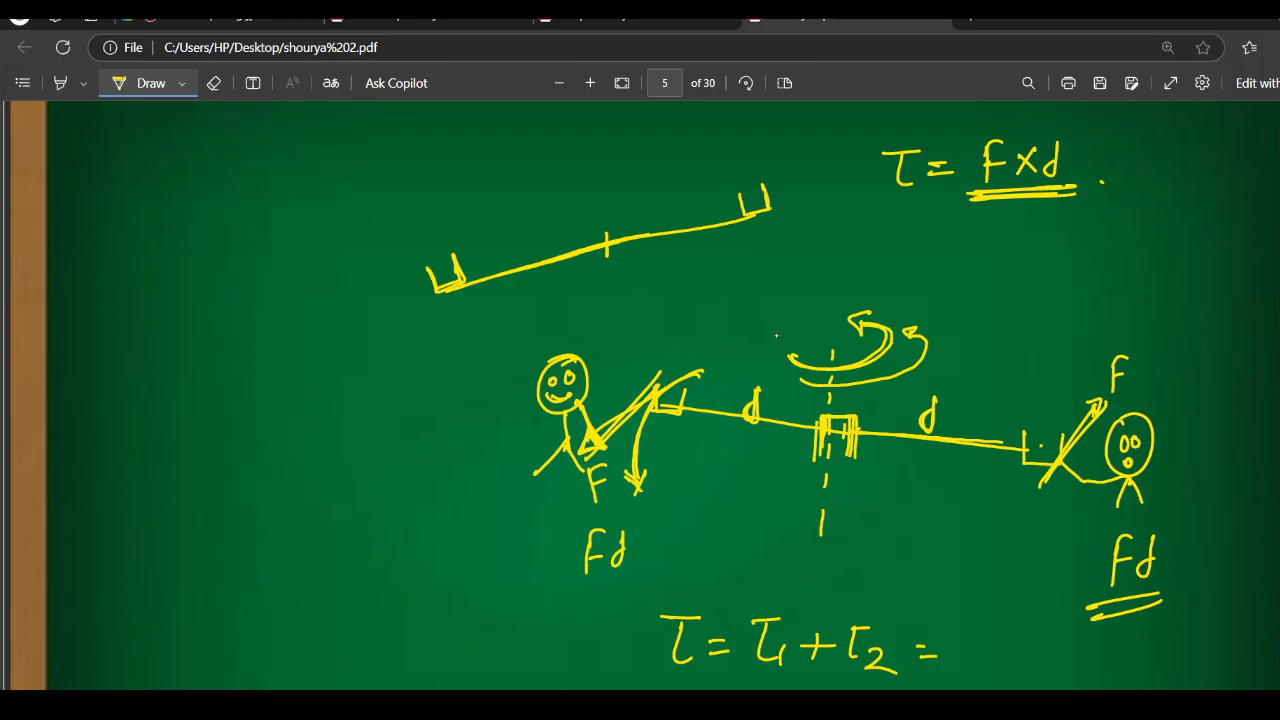 File C:/Users/HP/Desktop/shourya%202.pdf
Draw Ask Copilot 5 of 30 Edit with
τ = F × d .
F
d d
F
Fd Fd
τ = τ1 + τ2 =